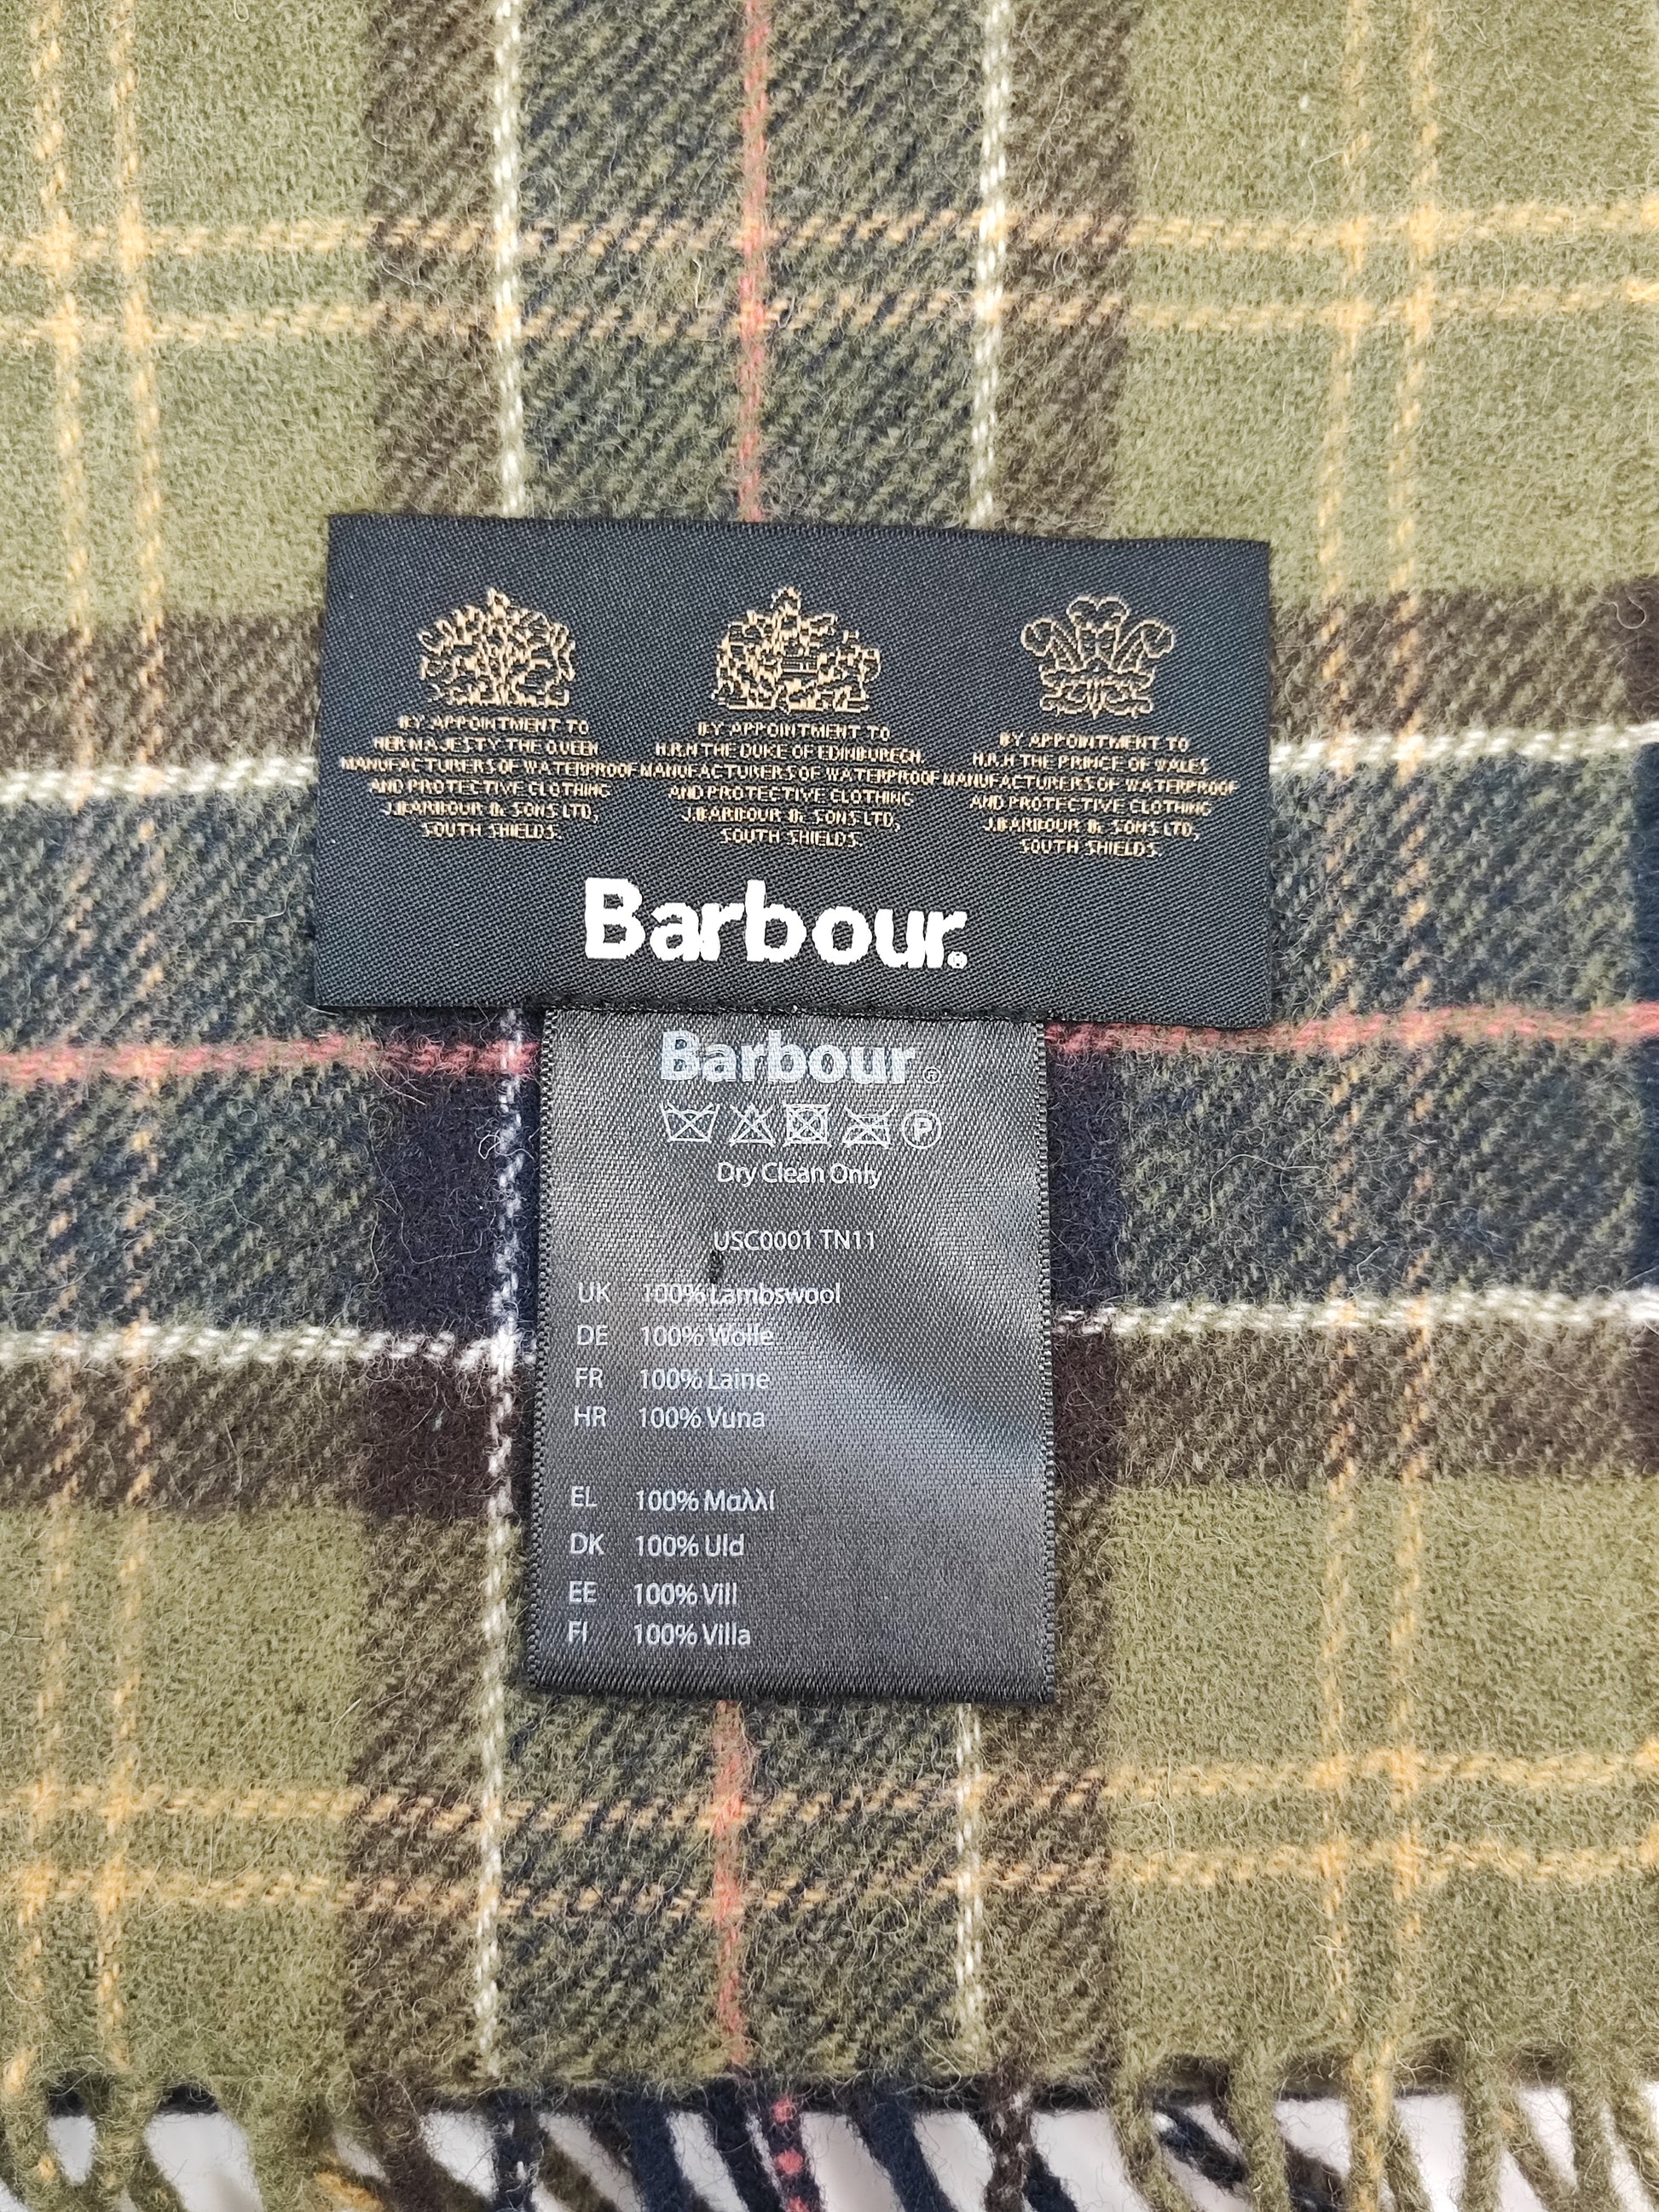 BY APPOINTMENT TO
HER MAJESTY THE QUEEN
MANUFACTURERS OF WATERPROOF
AND PROTECTIVE CLOTHING
J.BARBOUR & SONS LTD,
SOUTH SHIELDS.
BY APPOINTMENT TO
H.R.H THE DUKE OF EDINBURGH,
MANUFACTURERS OF WATERPROOF
AND PROTECTIVE CLOTHING
J.BARBOUR & SONS LTD,
SOUTH SHIELDS.
BY APPOINTMENT TO
H.R.H THE PRINCE OF WALES
MANUFACTURERS OF WATERPROOF
AND PROTECTIVE CLOTHING
J.BARBOUR & SONS LTD,
SOUTH SHIELDS.
Barbour®
Barbour®
P
Dry Clean Only
USC0001 TN11
UK 100% Lambswool
DE 100% Wolle
FR 100% Laine
HR 100% Vuna
EL 100% Μαλλί
DK 100% Uld
EE 100% Vill
FI 100% Villa